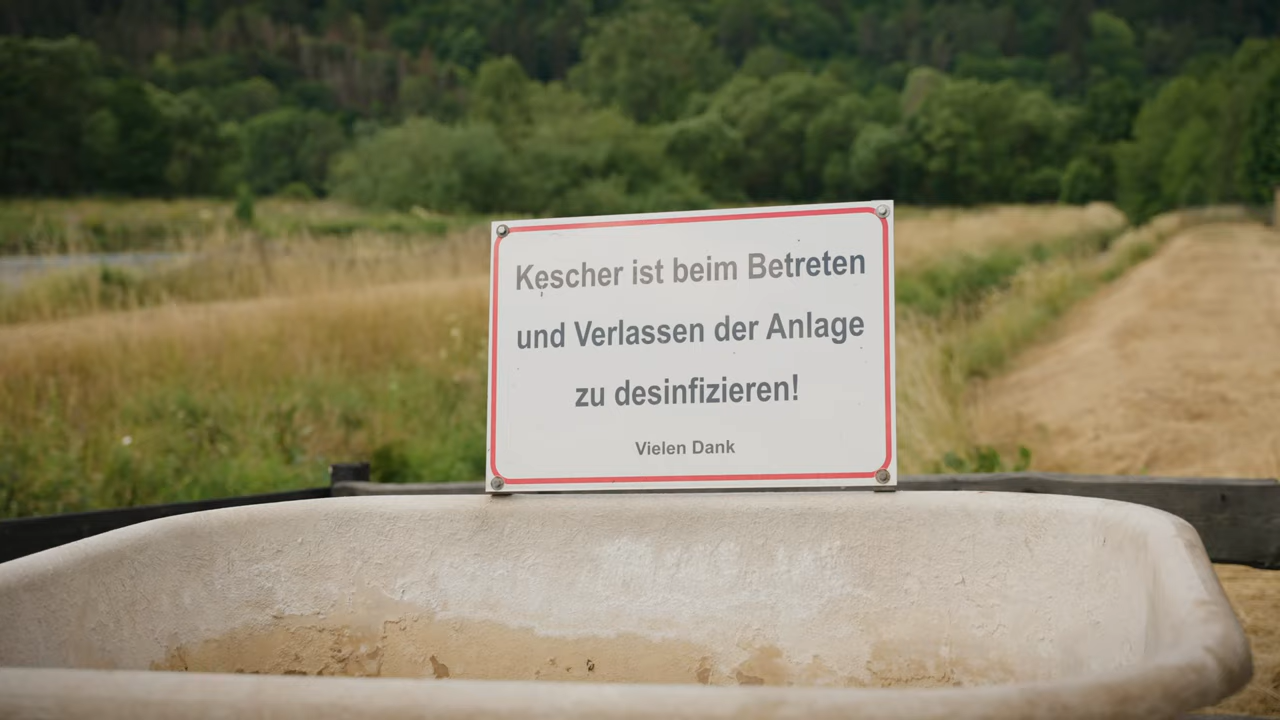 Kescher ist beim Betreten
und Verlassen der Anlage
zu desinfizieren!
Vielen Dank